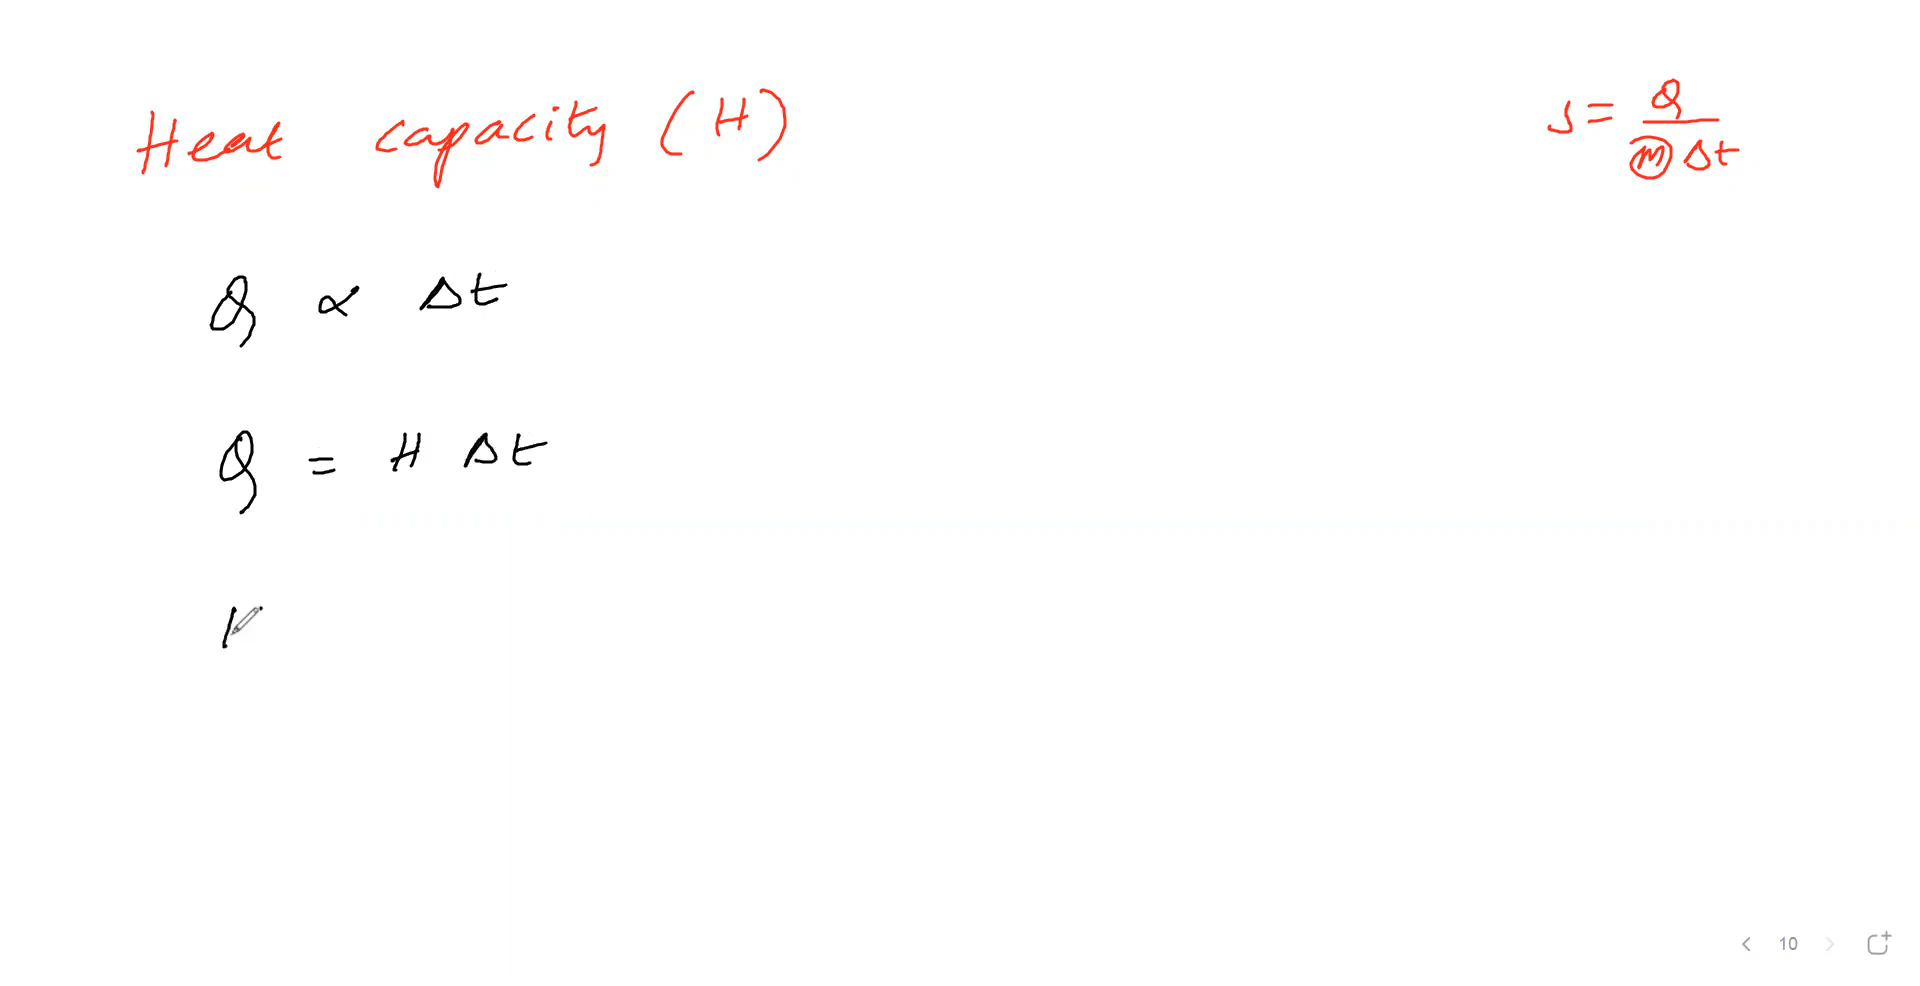 Heat capacity (H)
s = Q / m Δt
Q ∝ Δt
Q = H Δt
10